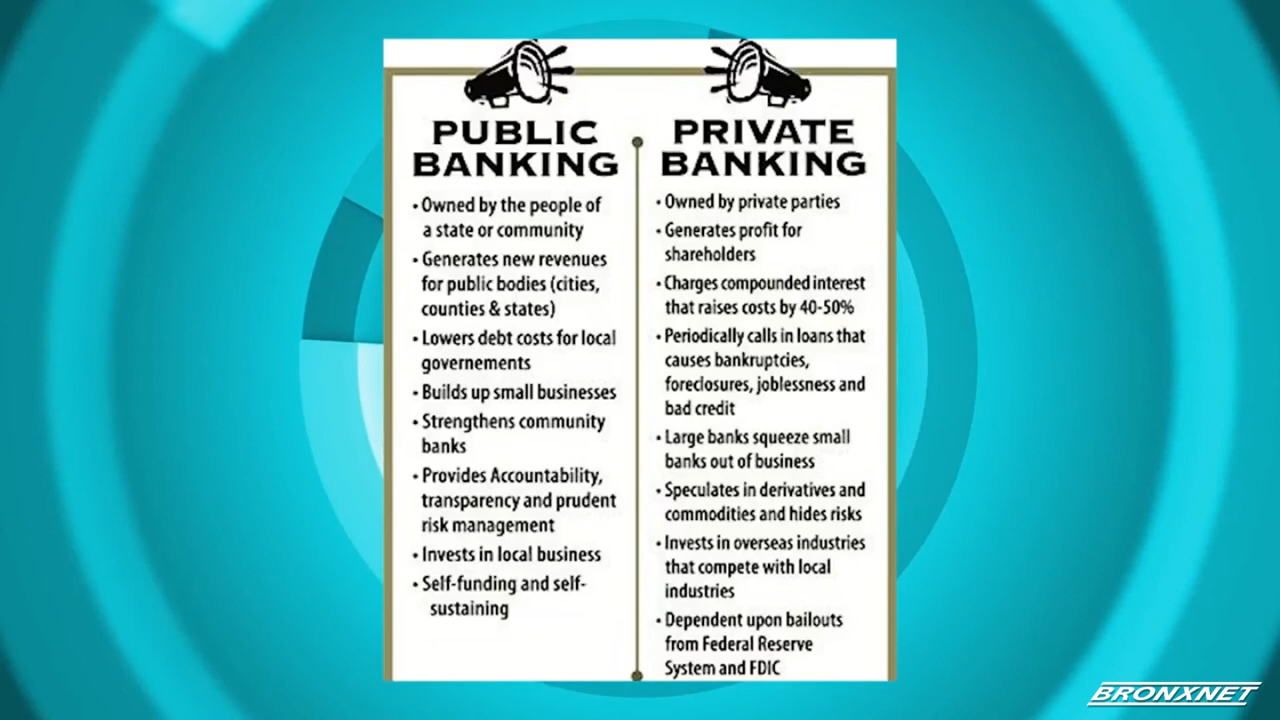 PUBLIC
BANKING
• Owned by the people of
a state or community
• Generates new revenues
for public bodies (cities,
counties & states)
• Lowers debt costs for local
governements
• Builds up small businesses
• Strengthens community
banks
• Provides Accountability,
transparency and prudent
risk management
• Invests in local business
• Self-funding and self-
sustaining
PRIVATE
BANKING
• Owned by private parties
• Generates profit for
shareholders
• Charges compounded interest
that raises costs by 40-50%
• Periodically calls in loans that
causes bankruptcies,
foreclosures, joblessness and
bad credit
• Large banks squeeze small
banks out of business
• Speculates in derivatives and
commodities and hides risks
• Invests in overseas industries
that compete with local
industries
• Dependent upon bailouts
from Federal Reserve
System and FDIC
BRONXNET